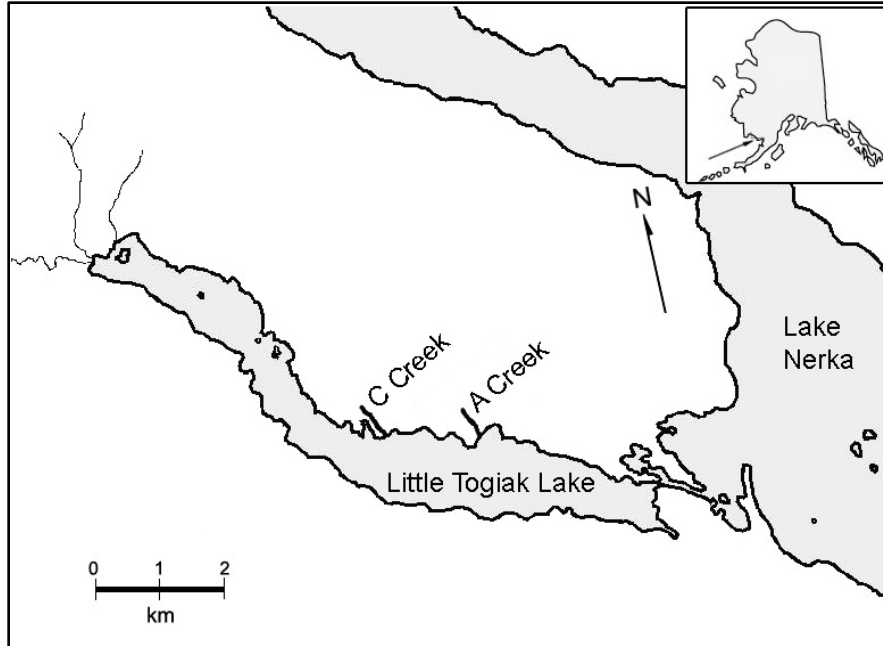 N
Lake
Nerka
C Creek
A Creek
Little Togiak Lake
0 1 2
km